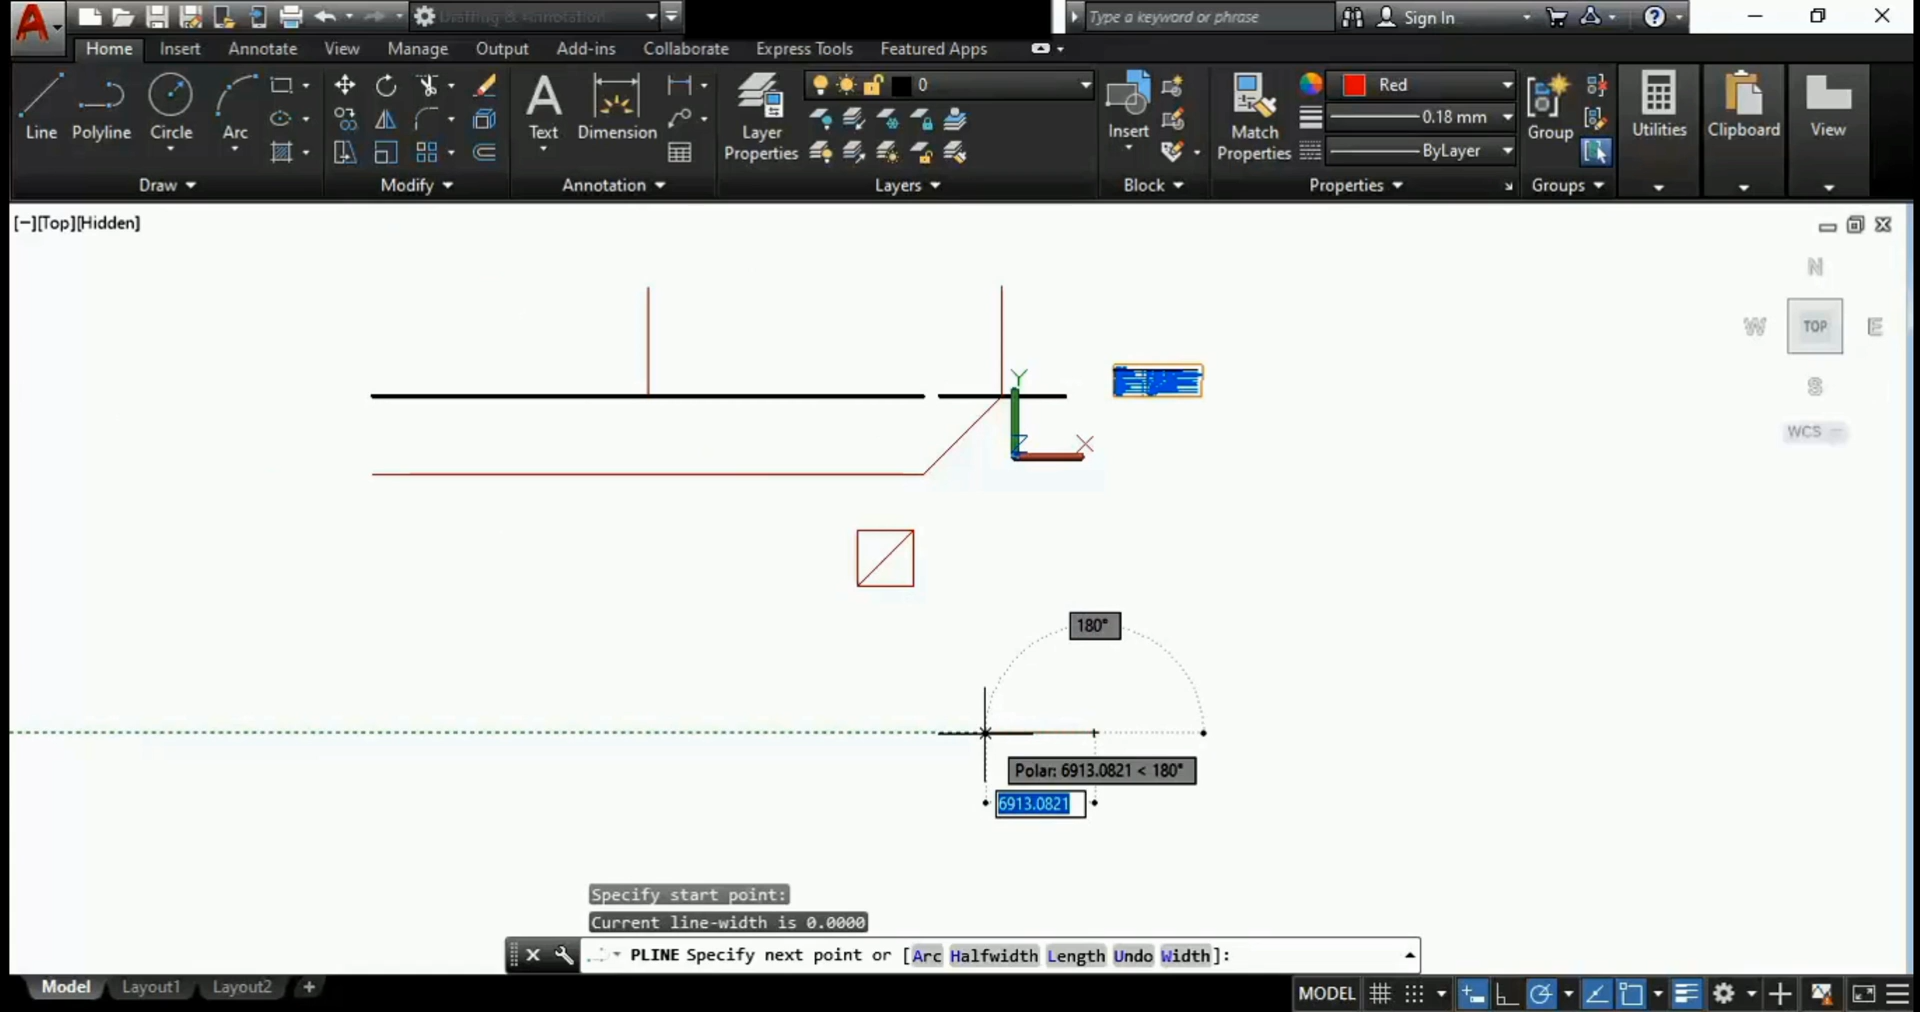 Drafting & Annotation
Type a keyword or phrase
Sign In
Home Insert Annotate View Manage Output Add-ins Collaborate Express Tools Featured Apps
0
Red
Line Polyline Circle Arc
Text Dimension
Layer Properties
Insert
Match Properties
0.18 mm
ByLayer
Group
Utilities Clipboard View
Draw Modify Annotation Layers Block Properties Groups
[−][Top][Hidden]
N
W TOP E
S
WCS
Y
Z
X
180°
Polar: 6913.0821 < 180°
6913.0821
Specify start point:
Current line-width is 0.0000
PLINE Specify next point or [Arc Halfwidth Length Undo Width]:
Model Layout1 Layout2 +
MODEL